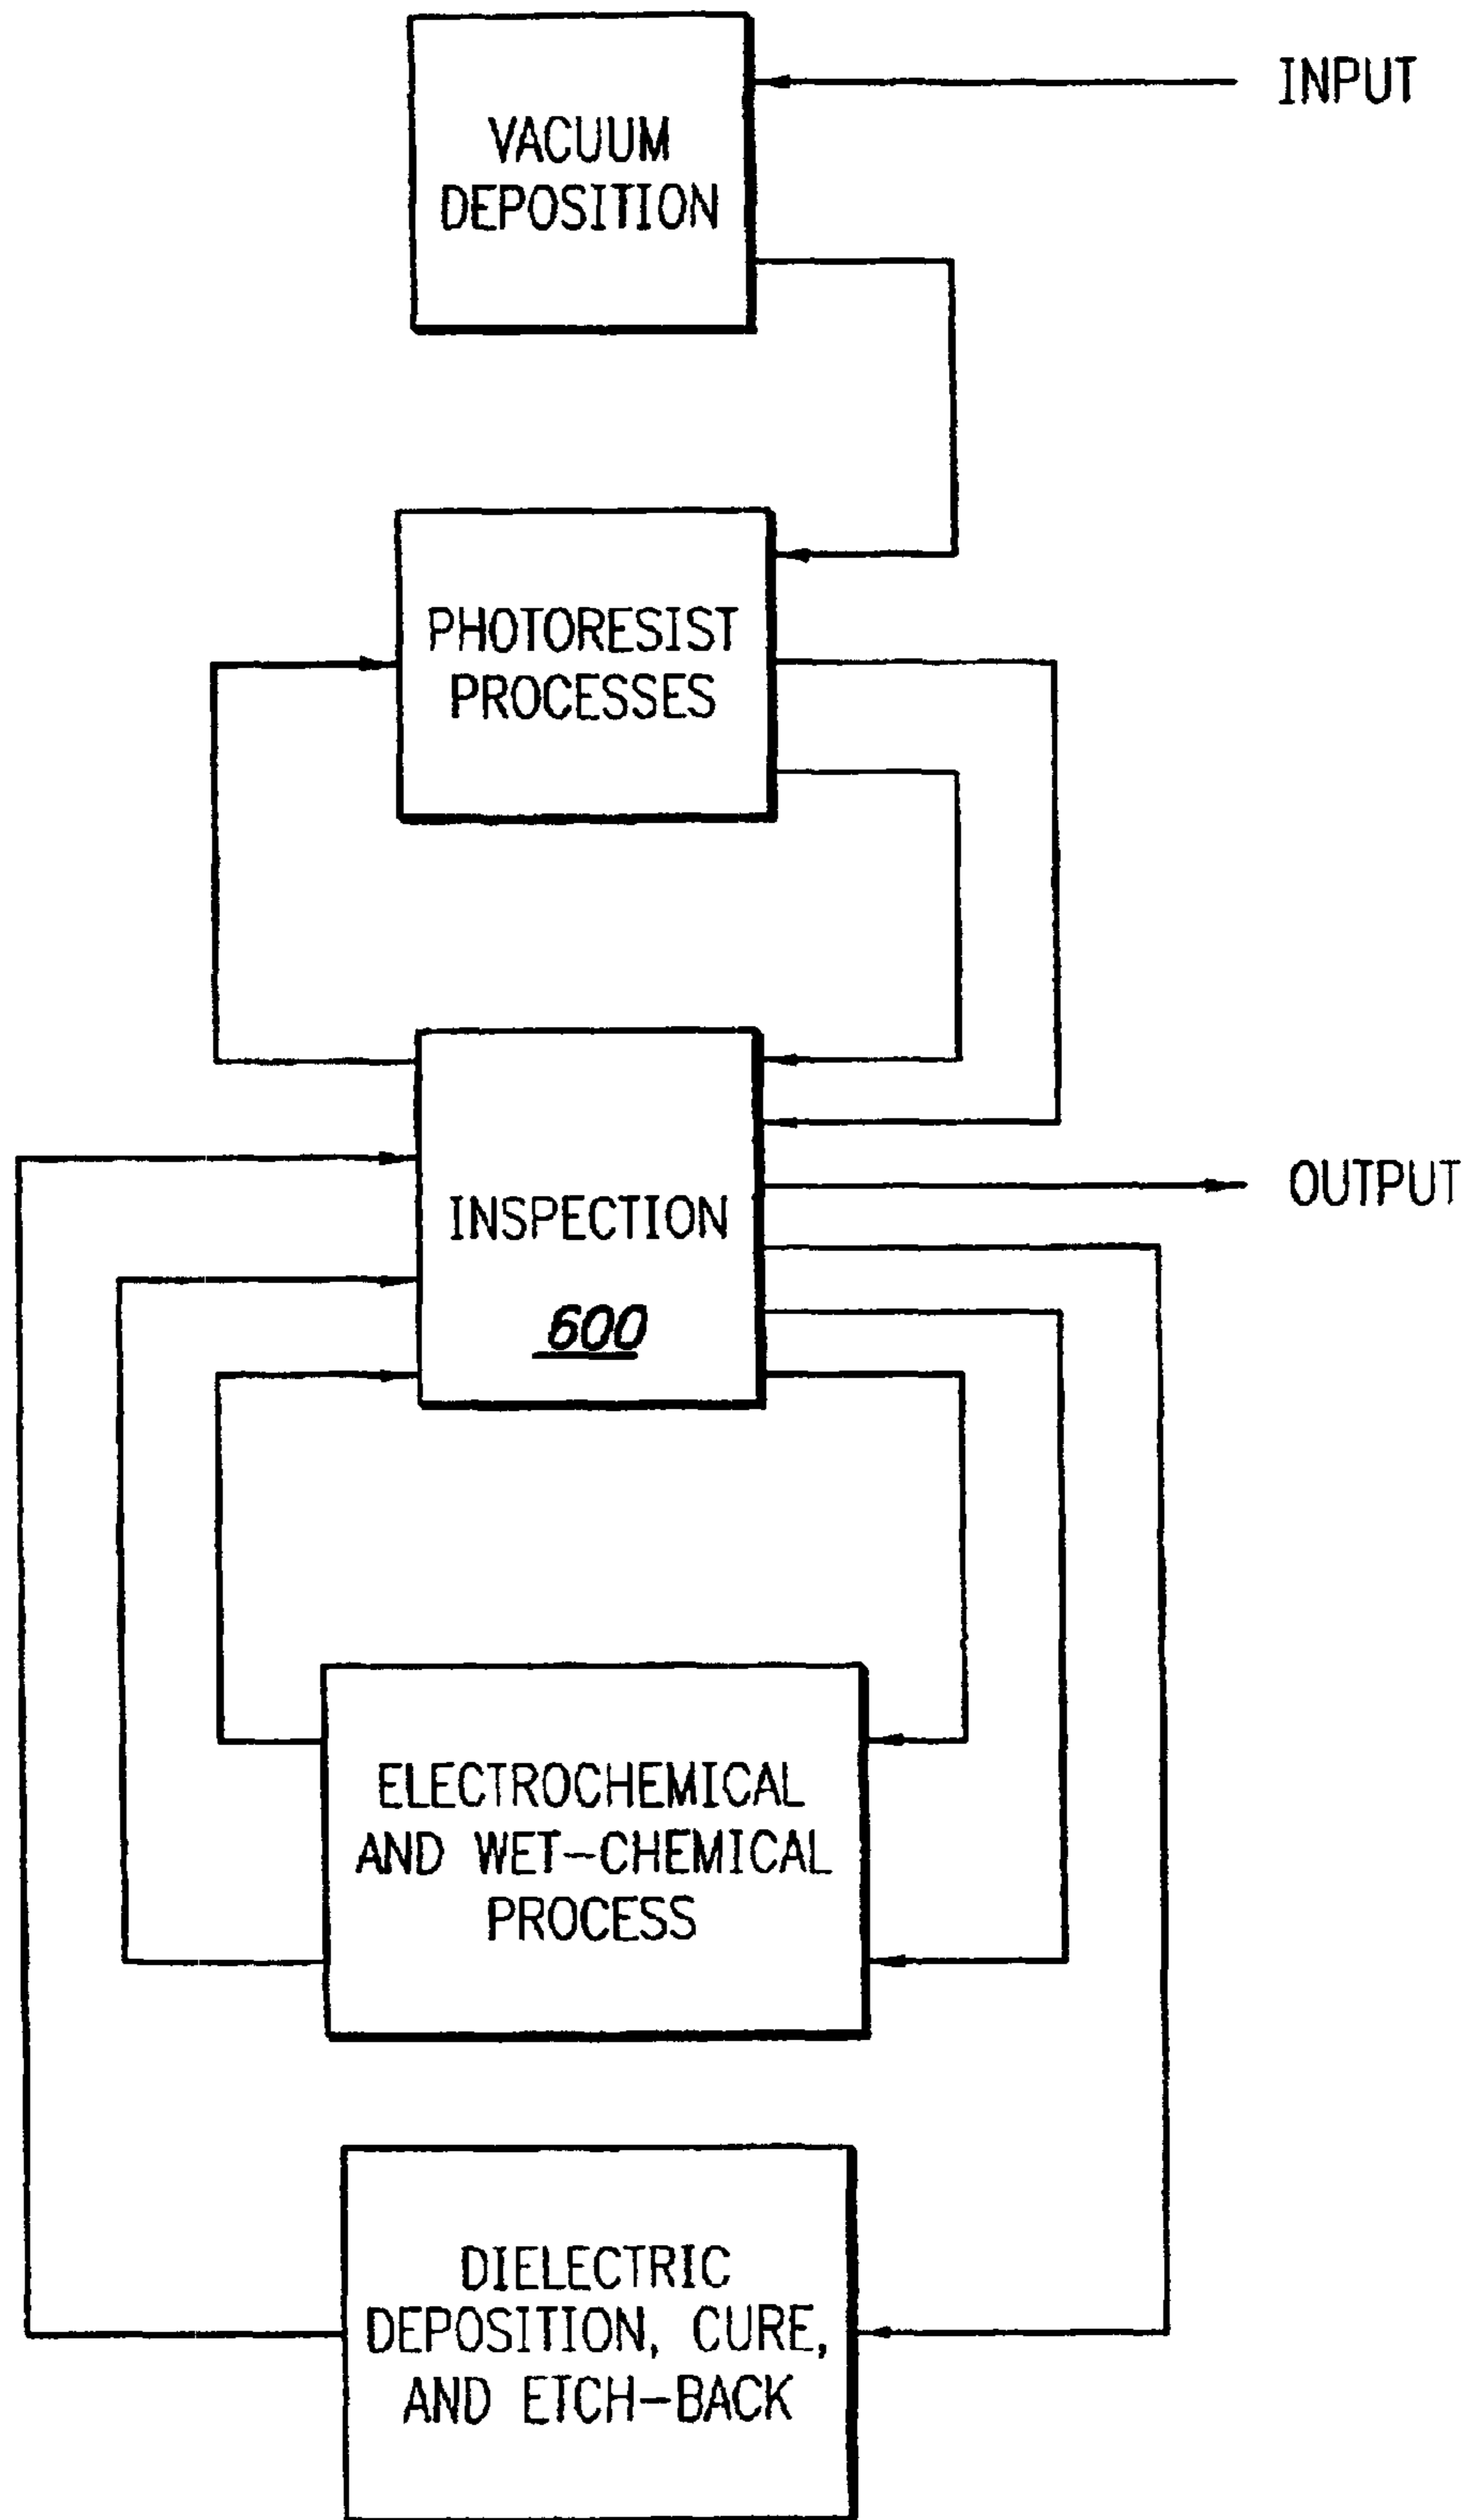 INPUT
VACUUM
DEPOSITION
PHOTORESIST
PROCESSES
INSPECTION
600
OUTPUT
ELECTROCHEMICAL
AND WET-CHEMICAL
PROCESS
DIELECTRIC
DEPOSITION, CURE,
AND ETCH-BACK